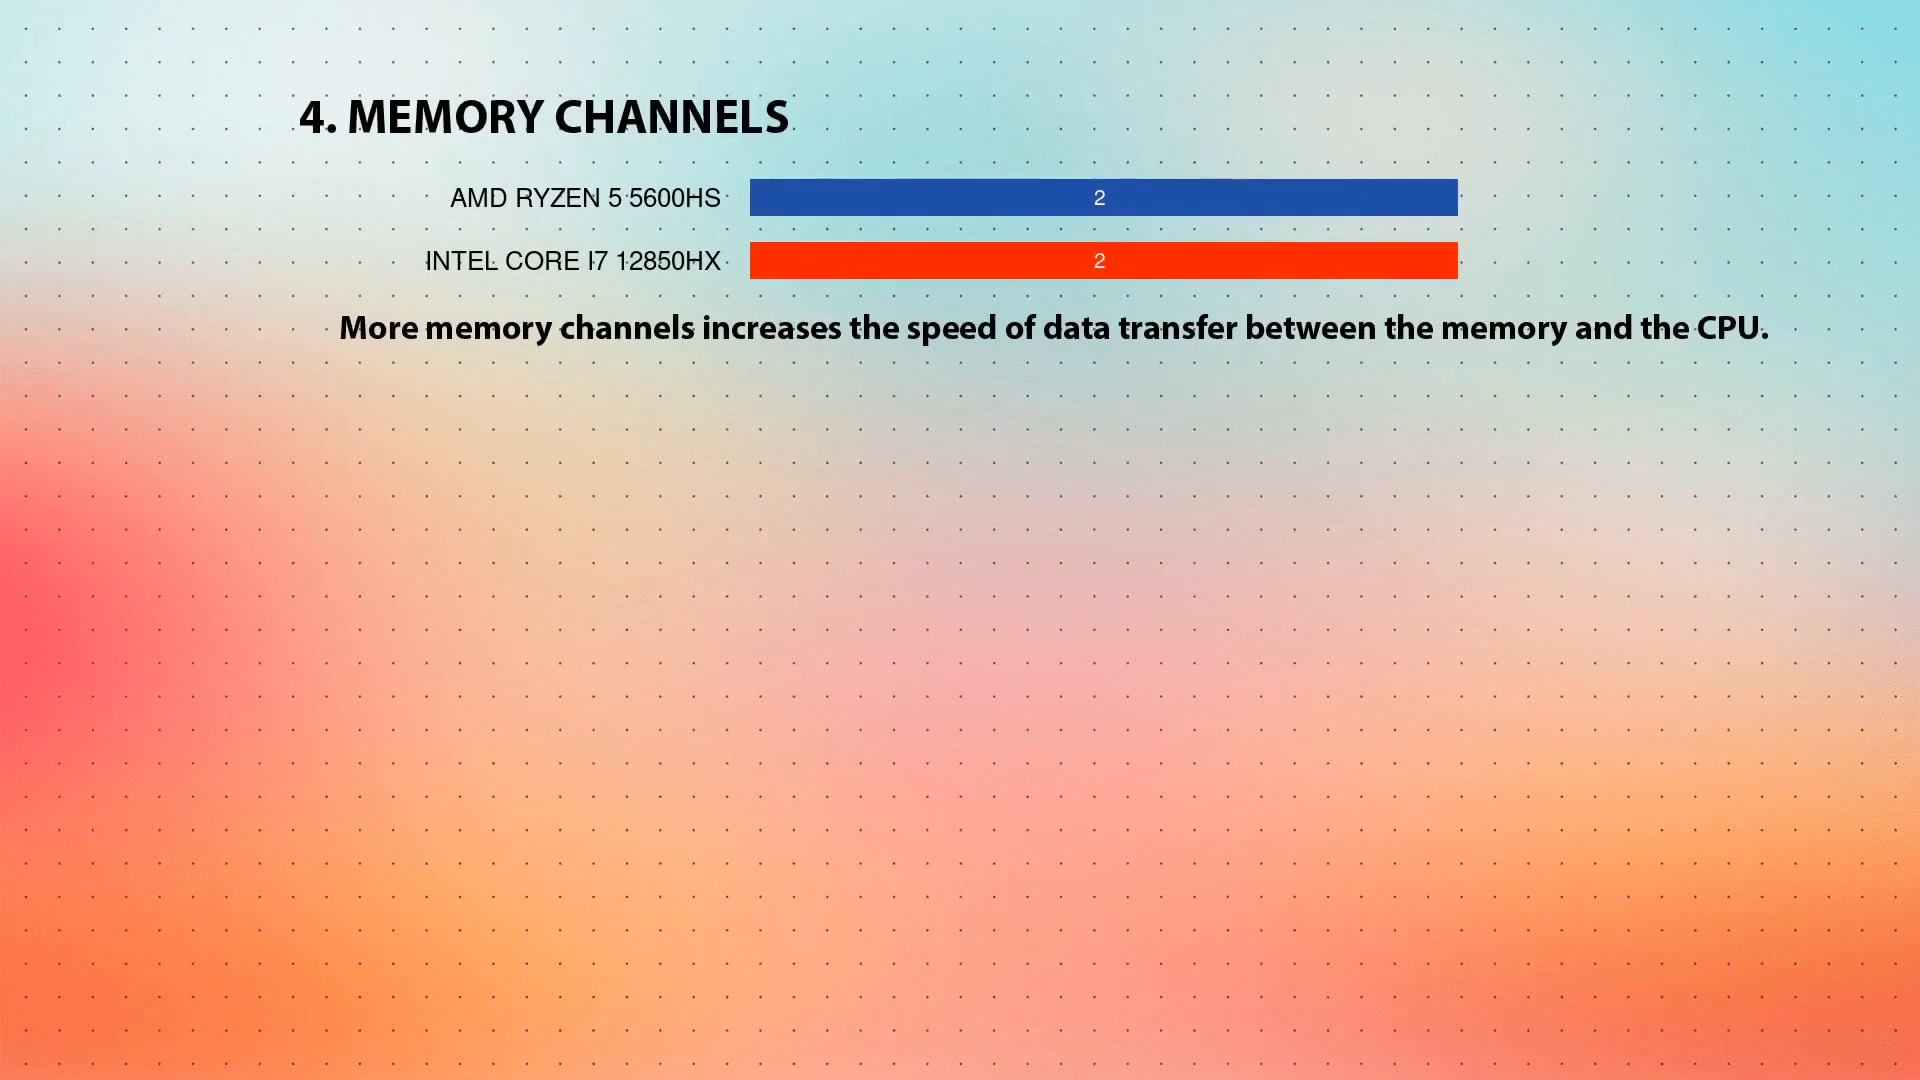 4. MEMORY CHANNELS
AMD RYZEN 5 5600HS 2
INTEL CORE I7 12850HX 2
More memory channels increases the speed of data transfer between the memory and the CPU.